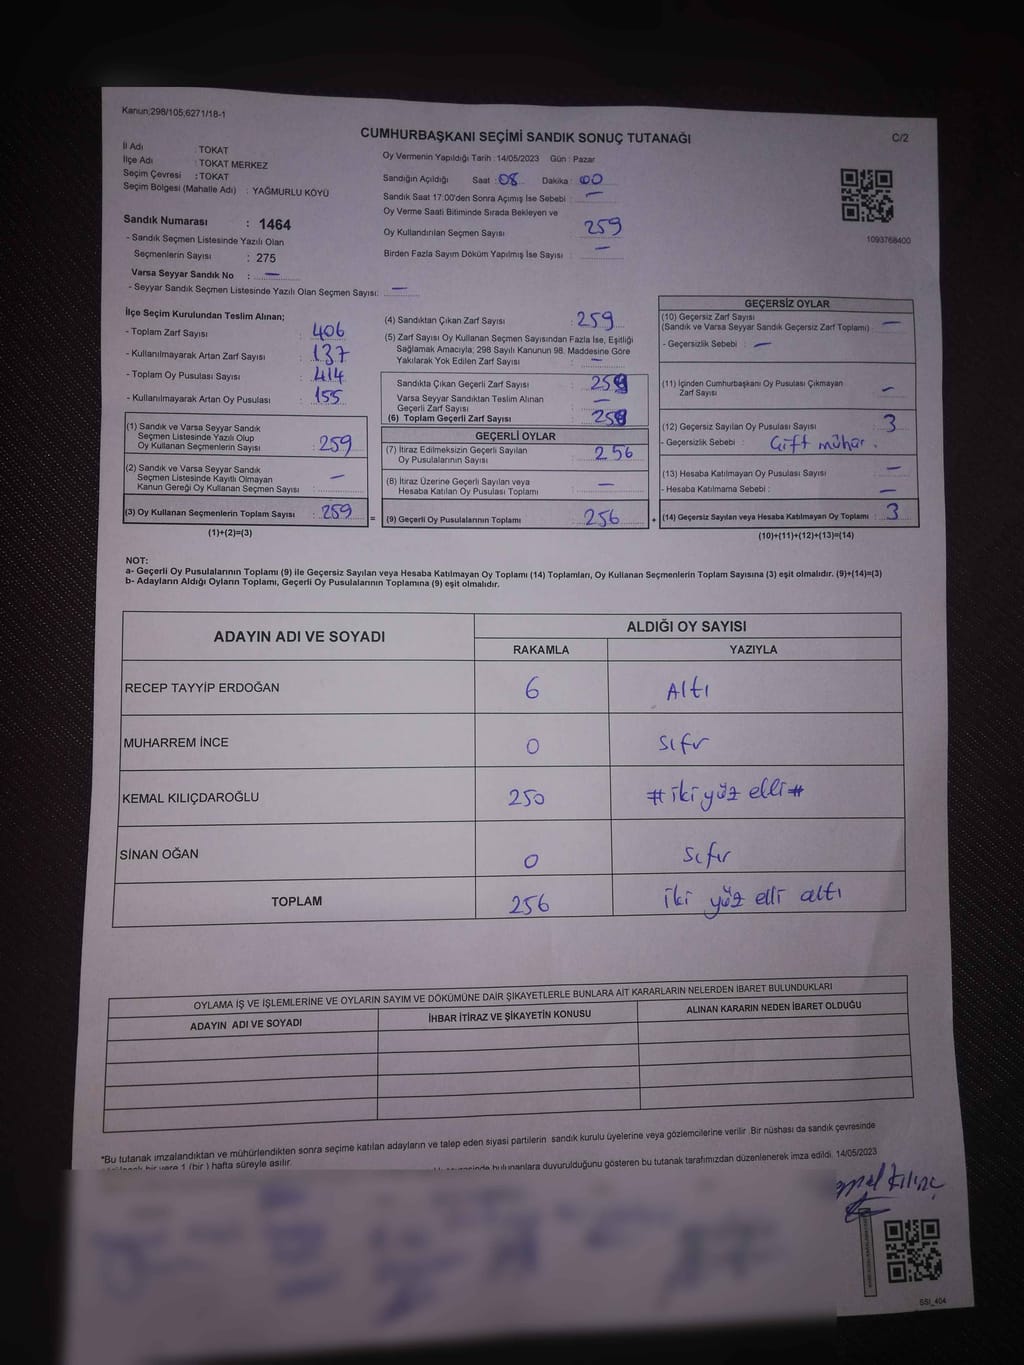 Kanun;298/105;6271/18-1
CUMHURBAŞKANI SEÇİMİ SANDIK SONUÇ TUTANAĞI
C/2
İl Adı : TOKAT
İlçe Adı : TOKAT MERKEZ
Seçim Çevresi : TOKAT
Seçim Bölgesi (Mahalle Adı) : YAĞMURLU KÖYÜ
Oy Vermenin Yapıldığı Tarih : 14/05/2023 Gün : Pazar
Sandığın Açıldığı Saat : 08 Dakika : 00
Sandık Saat 17:00'den Sonra Açımış İse Sebebi : —
Oy Verme Saati Bitiminde Sırada Bekleyen ve
Oy Kullandırılan Seçmen Sayısı : 259
Birden Fazla Sayım Döküm Yapılmış İse Sayısı : —
1093768400
Sandık Numarası : 1464
- Sandık Seçmen Listesinde Yazılı Olan
Seçmenlerin Sayısı : 275
Varsa Seyyar Sandık No : —
- Seyyar Sandık Seçmen Listesinde Yazılı Olan Seçmen Sayısı: —
İlçe Seçim Kurulundan Teslim Alınan;
- Toplam Zarf Sayısı : 406
- Kullanılmayarak Artan Zarf Sayısı : 137
- Toplam Oy Pusulası Sayısı : 414
- Kullanılmayarak Artan Oy Pusulası : 155
(1) Sandık ve Varsa Seyyar Sandık
Seçmen Listesinde Yazılı Olup
Oy Kullanan Seçmenlerin Sayısı : 259
(2) Sandık ve Varsa Seyyar Sandık
Seçmen Listesinde Kayıtlı Olmayan
Kanun Gereği Oy Kullanan Seçmen Sayısı : —
(3) Oy Kullanan Seçmenlerin Toplam Sayısı : 259
(1)+(2)=(3)
=
(4) Sandıktan Çıkan Zarf Sayısı : 259
(5) Zarf Sayısı Oy Kullanan Seçmen Sayısından Fazla İse, Eşitliği
Sağlamak Amacıyla; 298 Sayılı Kanunun 98. Maddesine Göre
Yakılarak Yok Edilen Zarf Sayısı : —
Sandıkta Çıkan Geçerli Zarf Sayısı : 259
Varsa Seyyar Sandıktan Teslim Alınan
Geçerli Zarf Sayısı : —
(6) Toplam Geçerli Zarf Sayısı :
GEÇERLİ OYLAR
(7) İtiraz Edilmeksizin Geçerli Sayılan
Oy Pusulalarının Sayısı : 256
(8) İtiraz Üzerine Geçerli Sayılan veya
Hesaba Katılan Oy Pusulası Toplamı : —
(9) Geçerli Oy Pusulalarının Toplamı : 256
+
GEÇERSİZ OYLAR
(10) Geçersiz Zarf Sayısı
(Sandık ve Varsa Seyyar Sandık Geçersiz Zarf Toplamı) : —
- Geçersizlik Sebebi : —
(11) İçinden Cumhurbaşkanı Oy Pusulası Çıkmayan
Zarf Sayısı : —
(12) Geçersiz Sayılan Oy Pusulası Sayısı : 3
- Geçersizlik Sebebi : Çift mühür.
(13) Hesaba Katılmayan Oy Pusulası Sayısı : —
- Hesaba Katılmama Sebebi : —
(14) Geçersiz Sayılan veya Hesaba Katılmayan Oy Toplamı : 3
(10)+(11)+(12)+(13)=(14)
NOT:
a- Geçerli Oy Pusulalarının Toplamı (9) ile Geçersiz Sayılan veya Hesaba Katılmayan Oy Toplamı (14) Toplamları, Oy Kullanan Seçmenlerin Toplam Sayısına (3) eşit olmalıdır. (9)+(14)=(3)
b- Adayların Aldığı Oyların Toplamı, Geçerli Oy Pusulalarının Toplamına (9) eşit olmalıdır.
ADAYIN ADI VE SOYADI
ALDIĞI OY SAYISI
RAKAMLA YAZIYLA
RECEP TAYYİP ERDOĞAN 6 Altı
MUHARREM İNCE 0 sıfır
KEMAL KILIÇDAROĞLU 250 # iki yüz elli #
SİNAN OĞAN 0 Sıfır
TOPLAM 256 iki yüz elli altı
OYLAMA İŞ VE İŞLEMLERİNE VE OYLARIN SAYIM VE DÖKÜMÜNE DAİR ŞİKAYETLERLE BUNLARA AİT KARARLARIN NELERDEN İBARET BULUNDUKLARI
ADAYIN ADI VE SOYADI İHBAR İTİRAZ VE ŞİKAYETİN KONUSU ALINAN KARARIN NEDEN İBARET OLDUĞU
*Bu tutanak imzalandıktan ve mühürlendikten sonra seçime katılan adayların ve talep eden siyasi partilerin sandık kurulu üyelerine veya gözlemcilerine verilir .Bir nüshası da sandık çevresinde
bir yere 1 (bir ) hafta süreyle asılır.
bulunanlara duyurulduğunu gösteren bu tutanak tarafımızdan düzenlenerek imza edildi. 14/05/2023
SSI_404